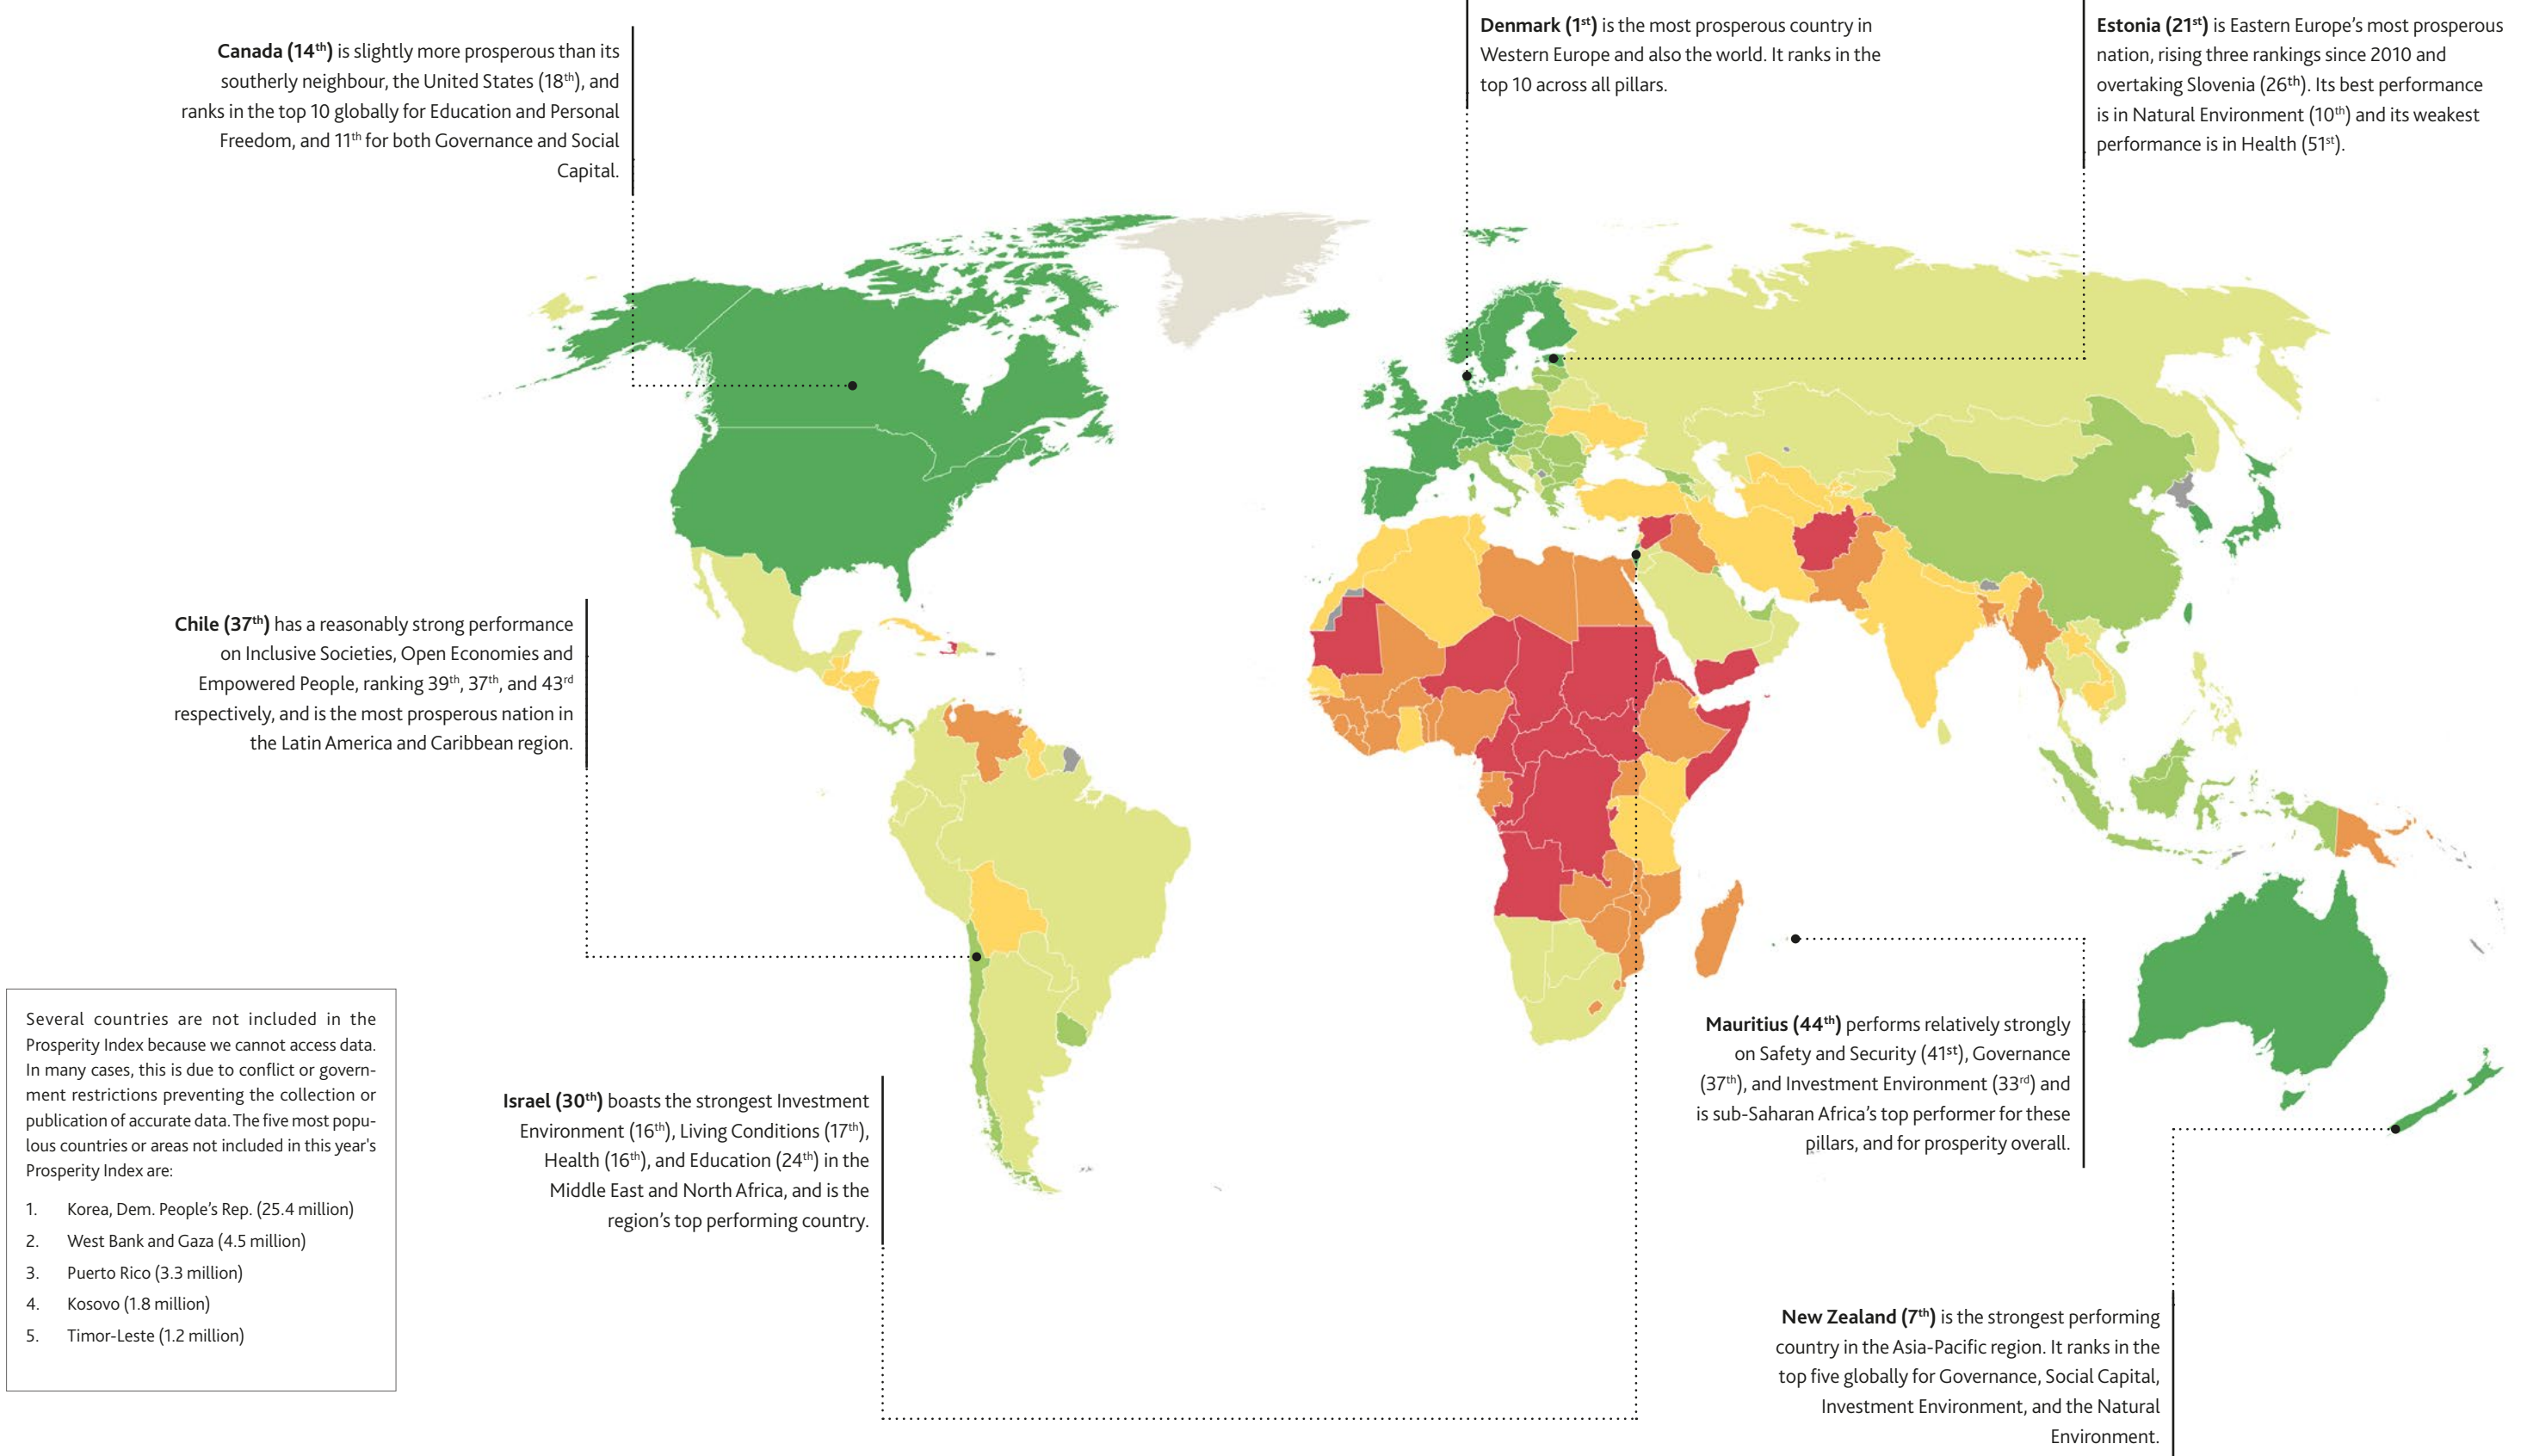 Canada (14th) is slightly more prosperous than its
southerly neighbour, the United States (18th), and
ranks in the top 10 globally for Education and Personal
Freedom, and 11th for both Governance and Social
Capital.
Denmark (1st) is the most prosperous country in
Western Europe and also the world. It ranks in the
top 10 across all pillars.
Estonia (21st) is Eastern Europe’s most prosperous
nation, rising three rankings since 2010 and
overtaking Slovenia (26th). Its best performance
is in Natural Environment (10th) and its weakest
performance is in Health (51st).
Chile (37th) has a reasonably strong performance
on Inclusive Societies, Open Economies and
Empowered People, ranking 39th, 37th, and 43rd
respectively, and is the most prosperous nation in
the Latin America and Caribbean region.
Several countries are not included in the
Prosperity Index because we cannot access data.
In many cases, this is due to conflict or govern-
ment restrictions preventing the collection or
publication of accurate data. The five most popu-
lous countries or areas not included in this year's
Prosperity Index are:
1. Korea, Dem. People’s Rep. (25.4 million)
2. West Bank and Gaza (4.5 million)
3. Puerto Rico (3.3 million)
4. Kosovo (1.8 million)
5. Timor-Leste (1.2 million)
Israel (30th) boasts the strongest Investment
Environment (16th), Living Conditions (17th),
Health (16th), and Education (24th) in the
Middle East and North Africa, and is the
region’s top performing country.
Mauritius (44th) performs relatively strongly
on Safety and Security (41st), Governance
(37th), and Investment Environment (33rd) and
is sub-Saharan Africa’s top performer for these
pillars, and for prosperity overall.
New Zealand (7th) is the strongest performing
country in the Asia-Pacific region. It ranks in the
top five globally for Governance, Social Capital,
Investment Environment, and the Natural
Environment.